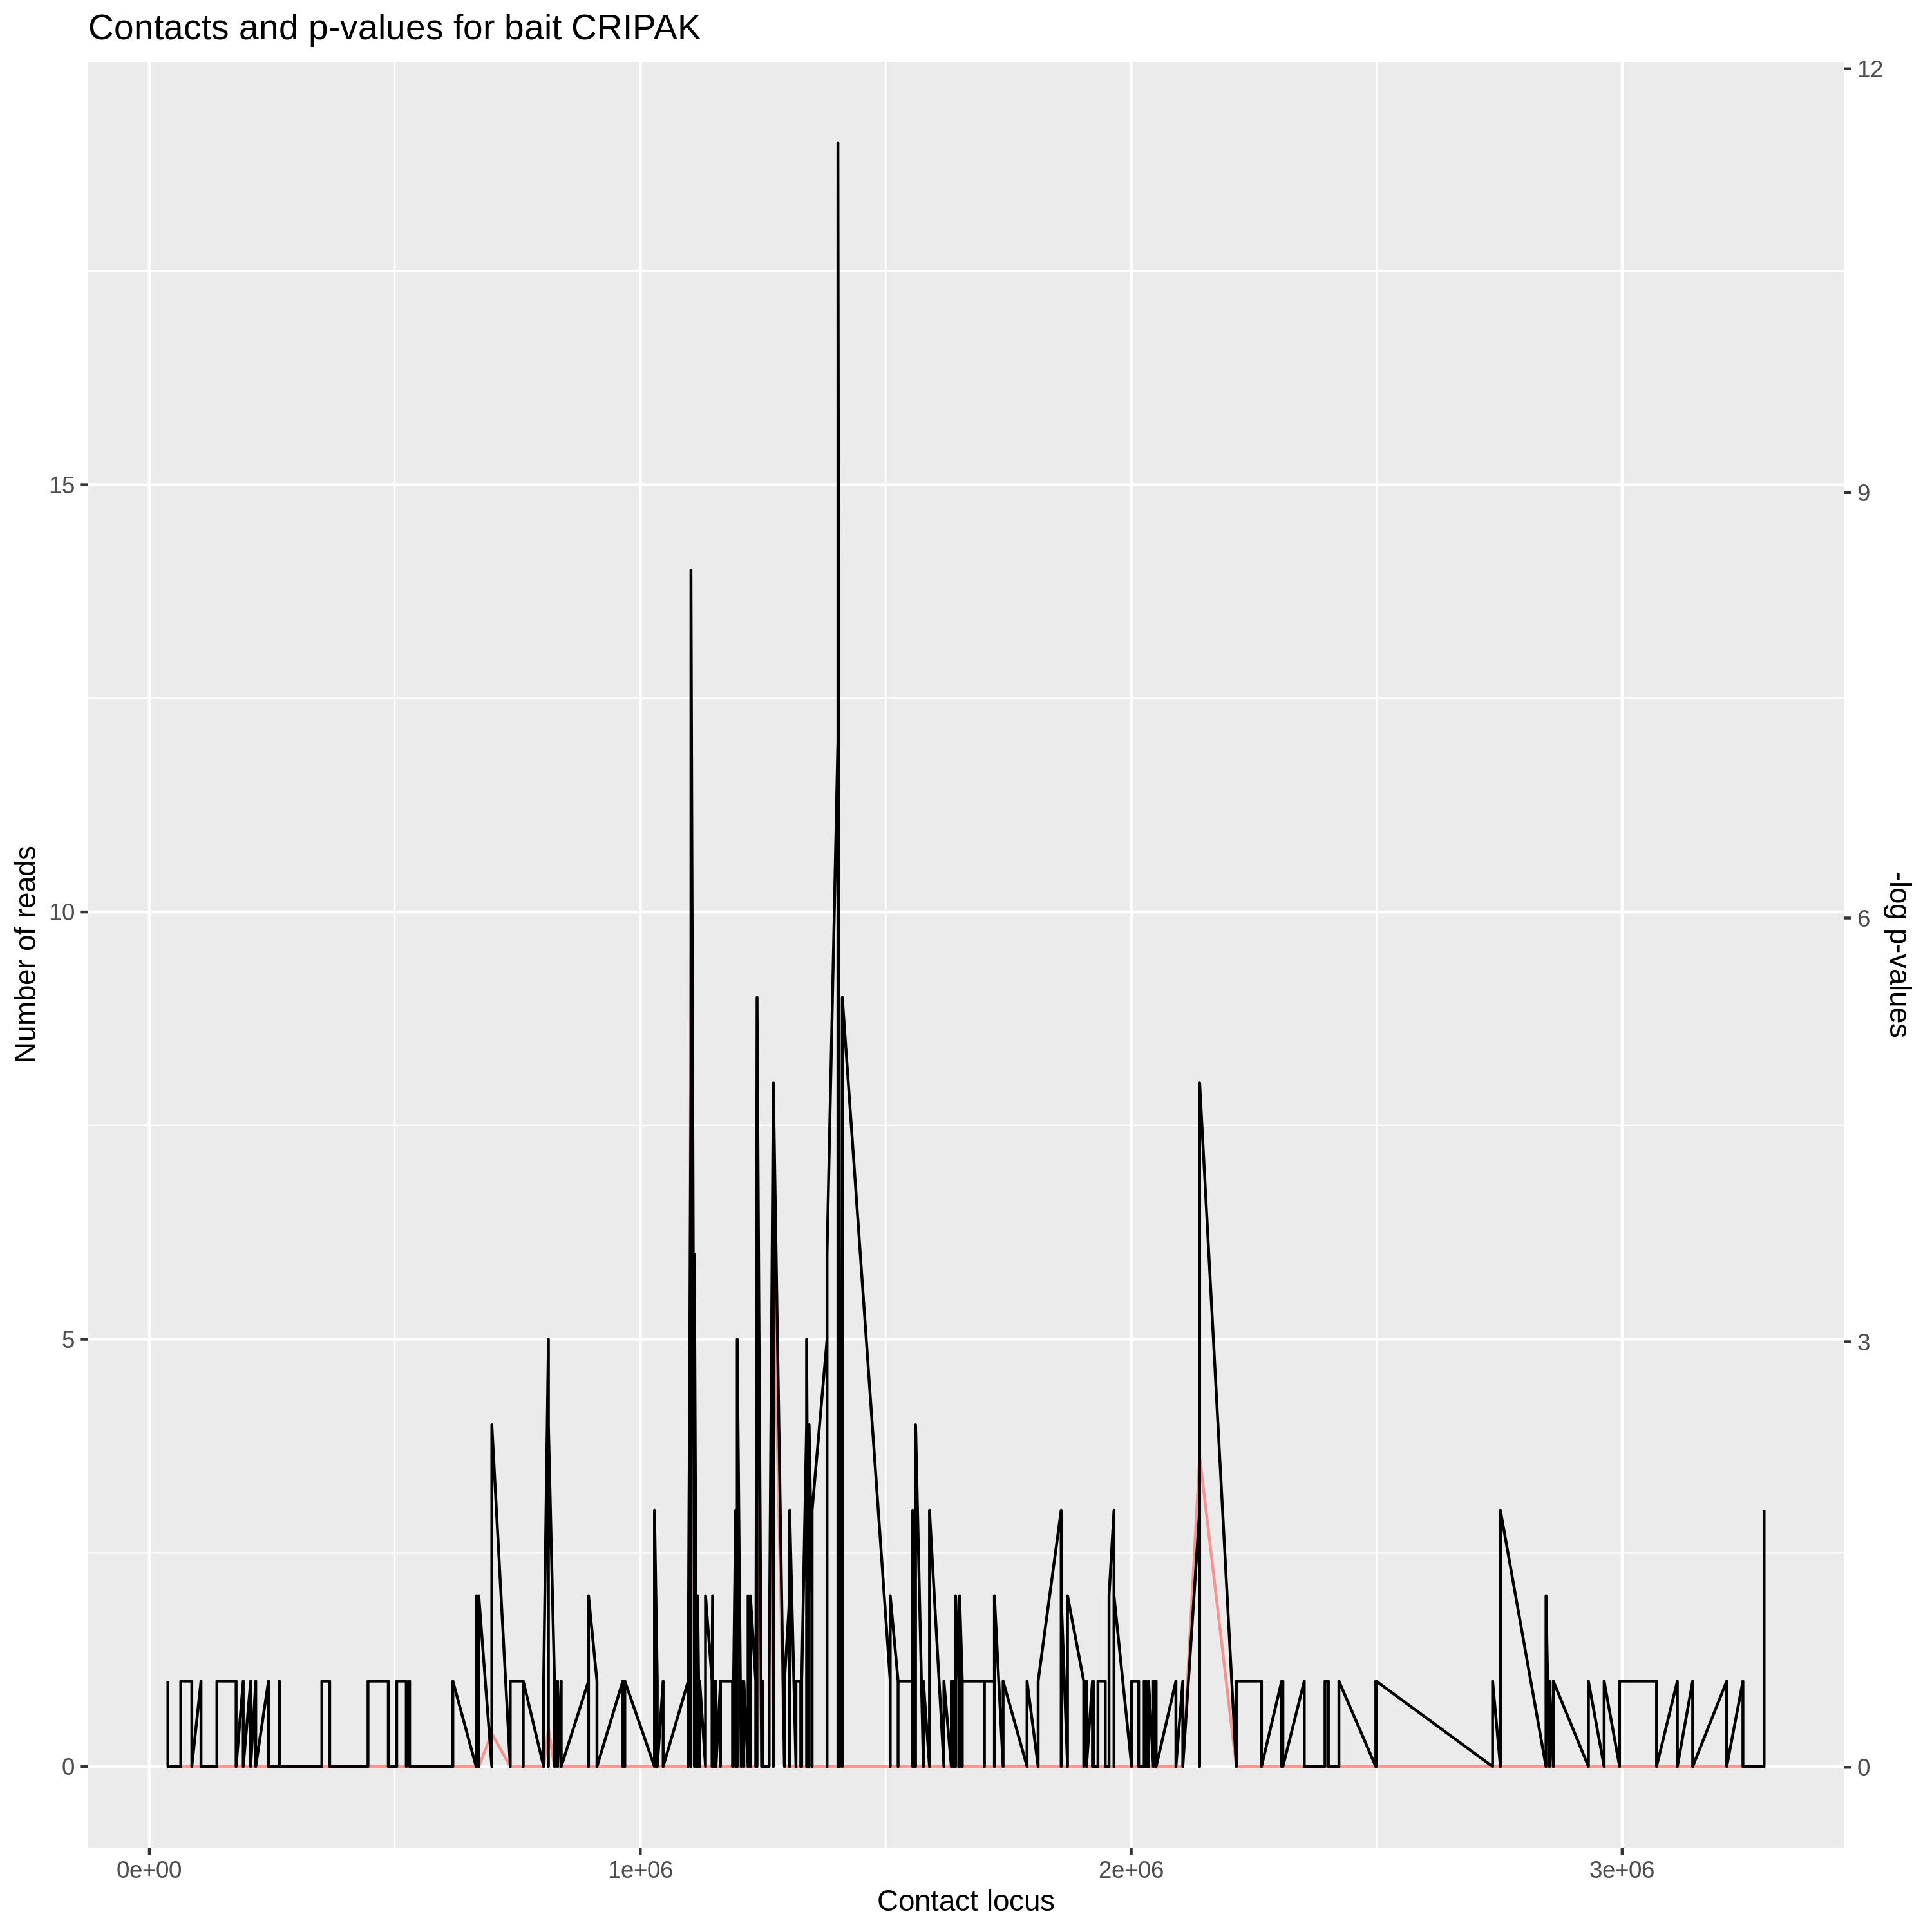 Contacts and p-values for bait CRIPAK
12
15
9
Number of reads
10
6
-log p-values
5
3
0
0
0e+00
1e+06
2e+06
3e+06
Contact locus